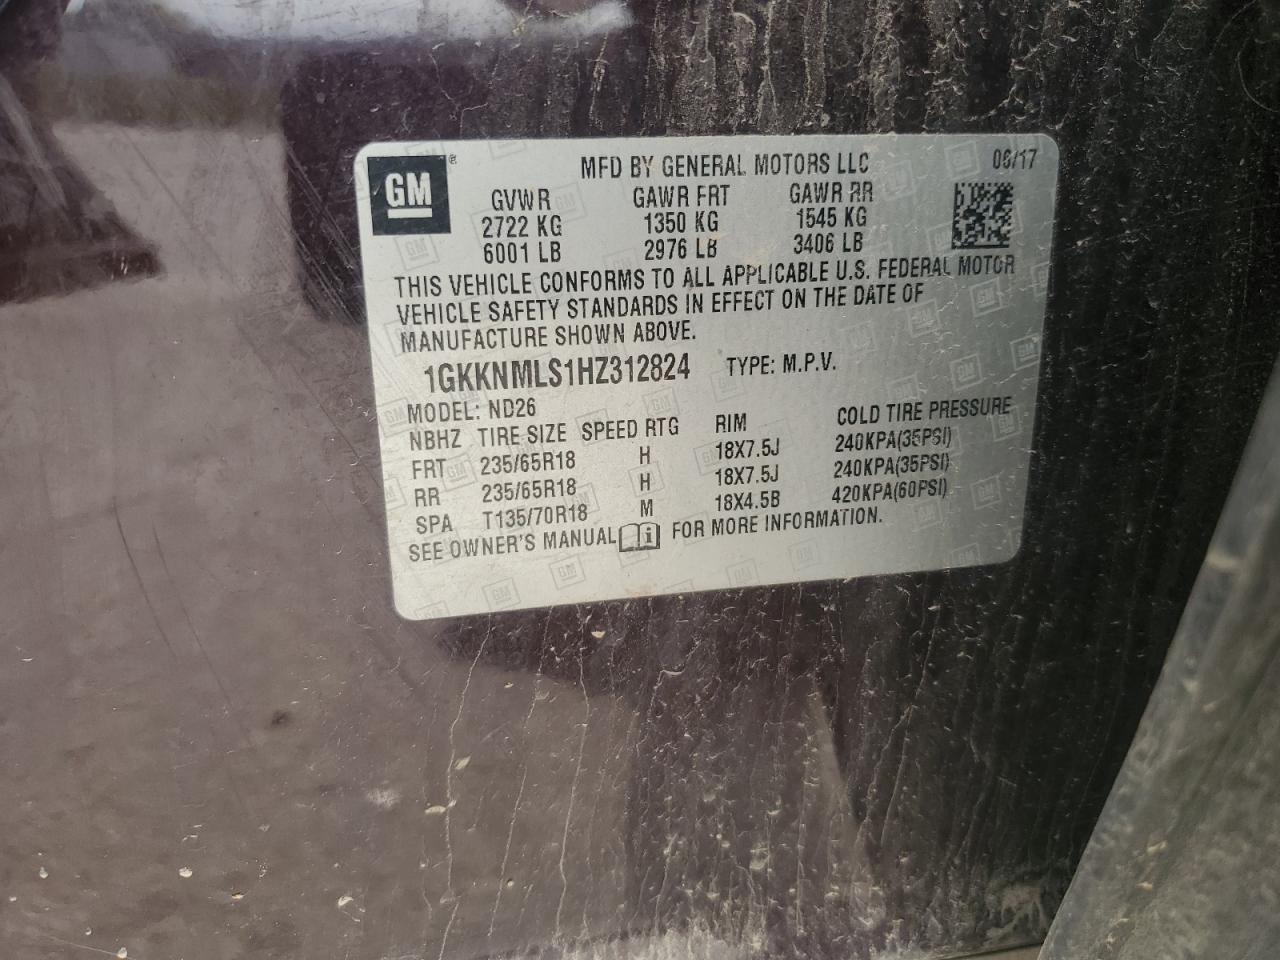 GM ®
MFD BY GENERAL MOTORS LLC 06/17
GVWR GAWR FRT GAWR RR
2722 KG 1350 KG 1545 KG
6001 LB 2976 LB 3406 LB
THIS VEHICLE CONFORMS TO ALL APPLICABLE U.S. FEDERAL MOTOR
VEHICLE SAFETY STANDARDS IN EFFECT ON THE DATE OF
MANUFACTURE SHOWN ABOVE.
1GKKNMLS1HZ312824 TYPE: M.P.V.
MODEL: ND26
NBHZ TIRE SIZE SPEED RTG RIM COLD TIRE PRESSURE
FRT 235/65R18 H 18X7.5J 240KPA(35PSI)
RR 235/65R18 H 18X7.5J 240KPA(35PSI)
SPA T135/70R18 M 18X4.5B 420KPA(60PSI)
SEE OWNER'S MANUAL i FOR MORE INFORMATION.